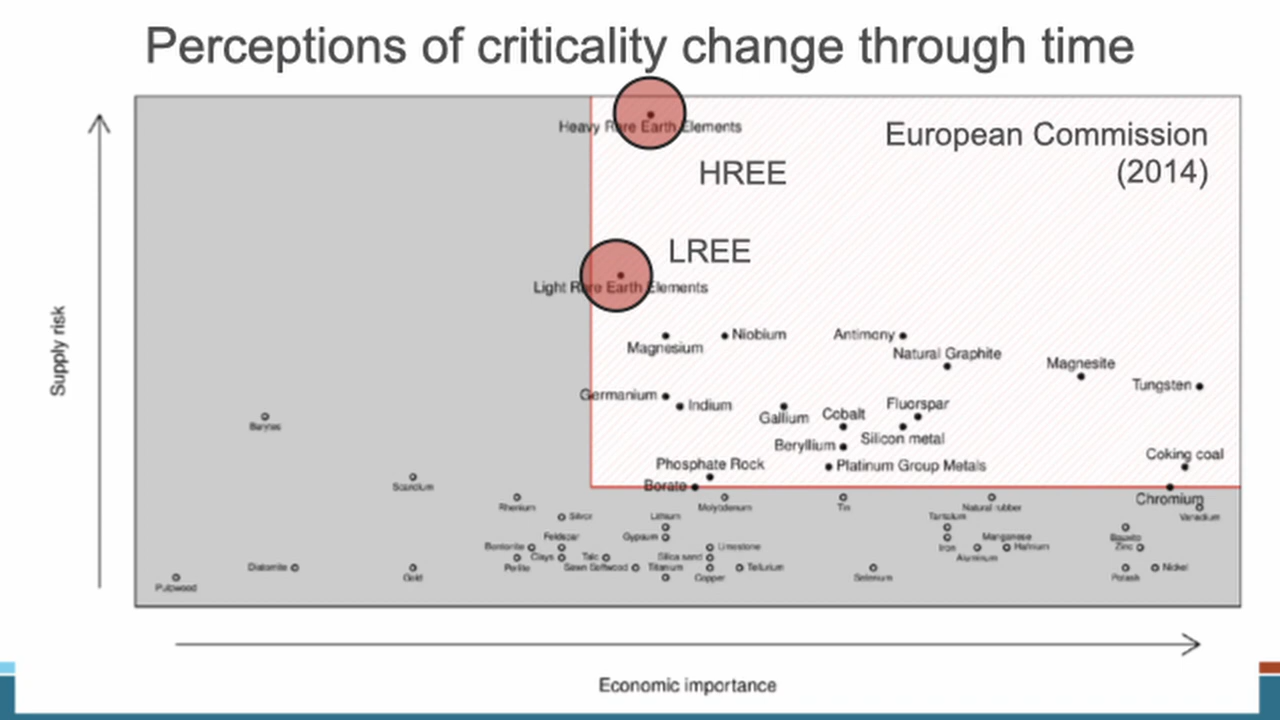 Perceptions of criticality change through time
European Commission
(2014)
Heavy Rare Earth Elements
HREE
LREE
Light Rare Earth Elements
Supply risk
Magnesium
Niobium
Antimony
Natural Graphite
Magnesite
Tungsten
Germanium
Indium
Gallium
Cobalt
Fluorspar
Silicon metal
Beryllium
Barytes
Phosphate Rock
Platinum Group Metals
Coking coal
Borate
Chromium
Scandium
Rhenium
Molybdenum
Tin
Natural rubber
Vanadium
Silver
Lithium
Tantalum
Feldspar
Gypsum
Iron
Manganese
Bauxite
Bentonite
Limestone
Hafnium
Zinc
Clays
Talc
Silica sand
Aluminum
Diatomite
Gold
Perlite
Sawn Softwood
Titanium
Copper
Tellurium
Selenium
Potash
Nickel
Pulpwood
Economic importance